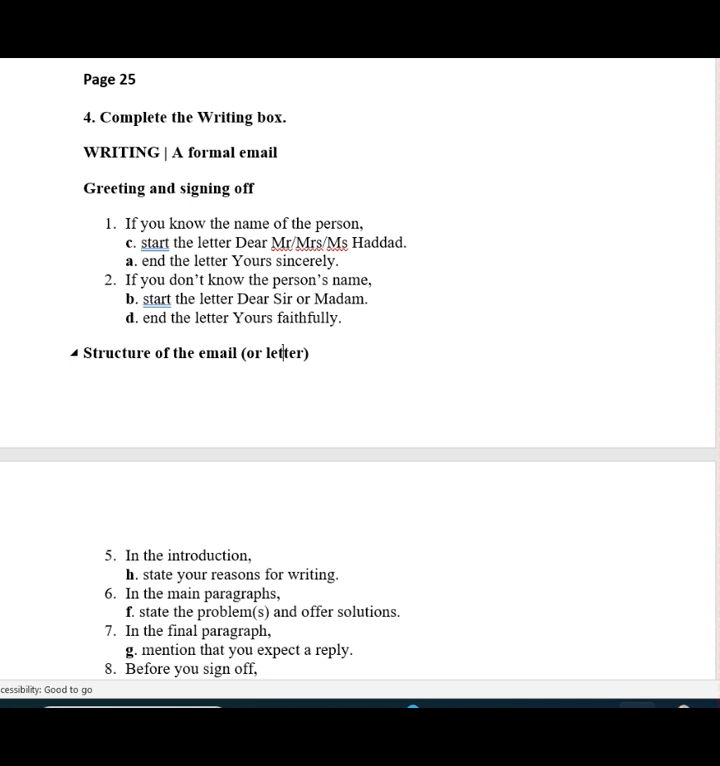 Page 25
4. Complete the Writing box.
WRITING | A formal email
Greeting and signing off
1. If you know the name of the person,
c. start the letter Dear Mr/Mrs/Ms Haddad.
a. end the letter Yours sincerely.
2. If you don't know the person's name,
b. start the letter Dear Sir or Madam.
d. end the letter Yours faithfully.
Structure of the email (or letter)
5. In the introduction,
h. state your reasons for writing.
6. In the main paragraphs,
f. state the problem(s) and offer solutions.
7. In the final paragraph,
g. mention that you expect a reply.
8. Before you sign off,
cessibility: Good to go